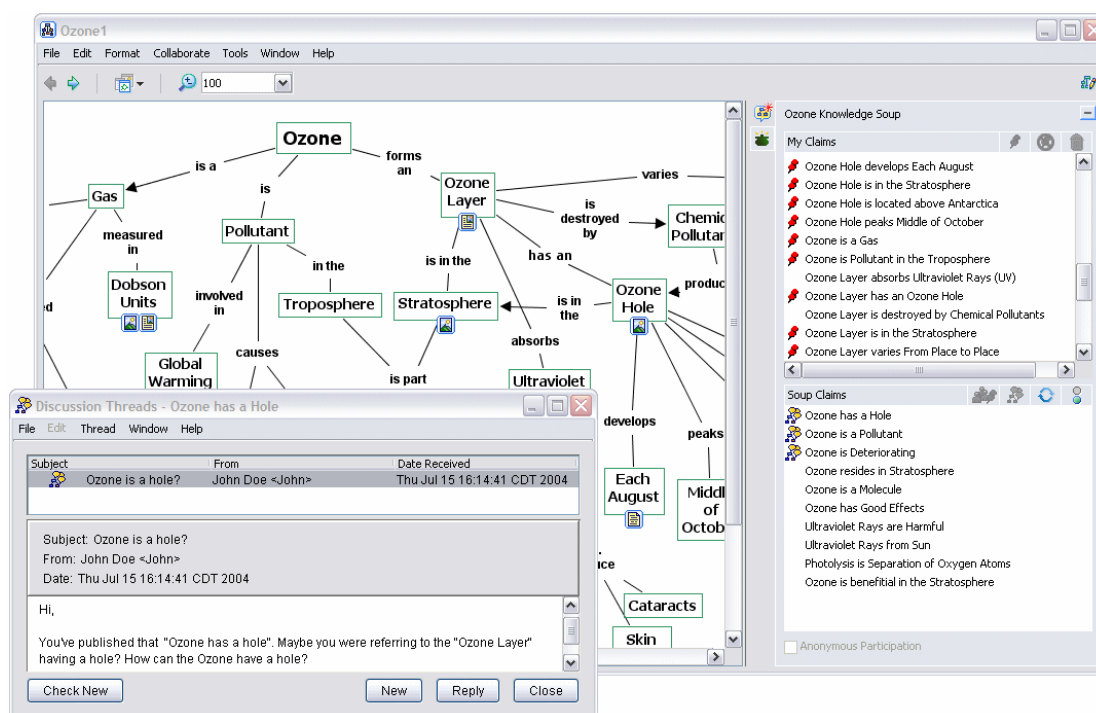 Ozone1
File Edit Format Collaborate Tools Window Help
100
Ozone
is a
is
forms
an
Gas
measured
in
Dobson
Units
Pollutant
involved
in
Global
Warming
causes
in the
Troposphere
is part
Ozone
Layer
is in the
Stratosphere
varies
is
destroyed
by
has an
absorbs
Ultraviolet
is in
the
Ozone
Hole
develops
Each
August
peaks
of
Cataracts
Skin
Ozone Knowledge Soup
My Claims
Ozone Hole develops Each August
Ozone Hole is in the Stratosphere
Ozone Hole is located above Antarctica
Ozone Hole peaks Middle of October
Ozone is a Gas
Ozone is Pollutant in the Troposphere
Ozone Layer absorbs Ultraviolet Rays (UV)
Ozone Layer has an Ozone Hole
Ozone Layer is destroyed by Chemical Pollutants
Ozone Layer is in the Stratosphere
Ozone Layer varies From Place to Place
Soup Claims
Ozone has a Hole
Ozone is a Pollutant
Ozone is Deteriorating
Ozone resides in Stratosphere
Ozone is a Molecule
Ozone has Good Effects
Ultraviolet Rays are Harmful
Ultraviolet Rays from Sun
Photolysis is Separation of Oxygen Atoms
Ozone is benefitial in the Stratosphere
Anonymous Participation
Discussion Threads - Ozone has a Hole
File Edit Thread Window Help
Subject From Date Received
Ozone is a hole? John Doe <John> Thu Jul 15 16:14:41 CDT 2004
Subject: Ozone is a hole?
From: John Doe <John>
Date: Thu Jul 15 16:14:41 CDT 2004
Hi,
You've published that "Ozone has a hole". Maybe you were referring to the "Ozone Layer"
having a hole? How can the Ozone have a hole?
Check New New Reply Close